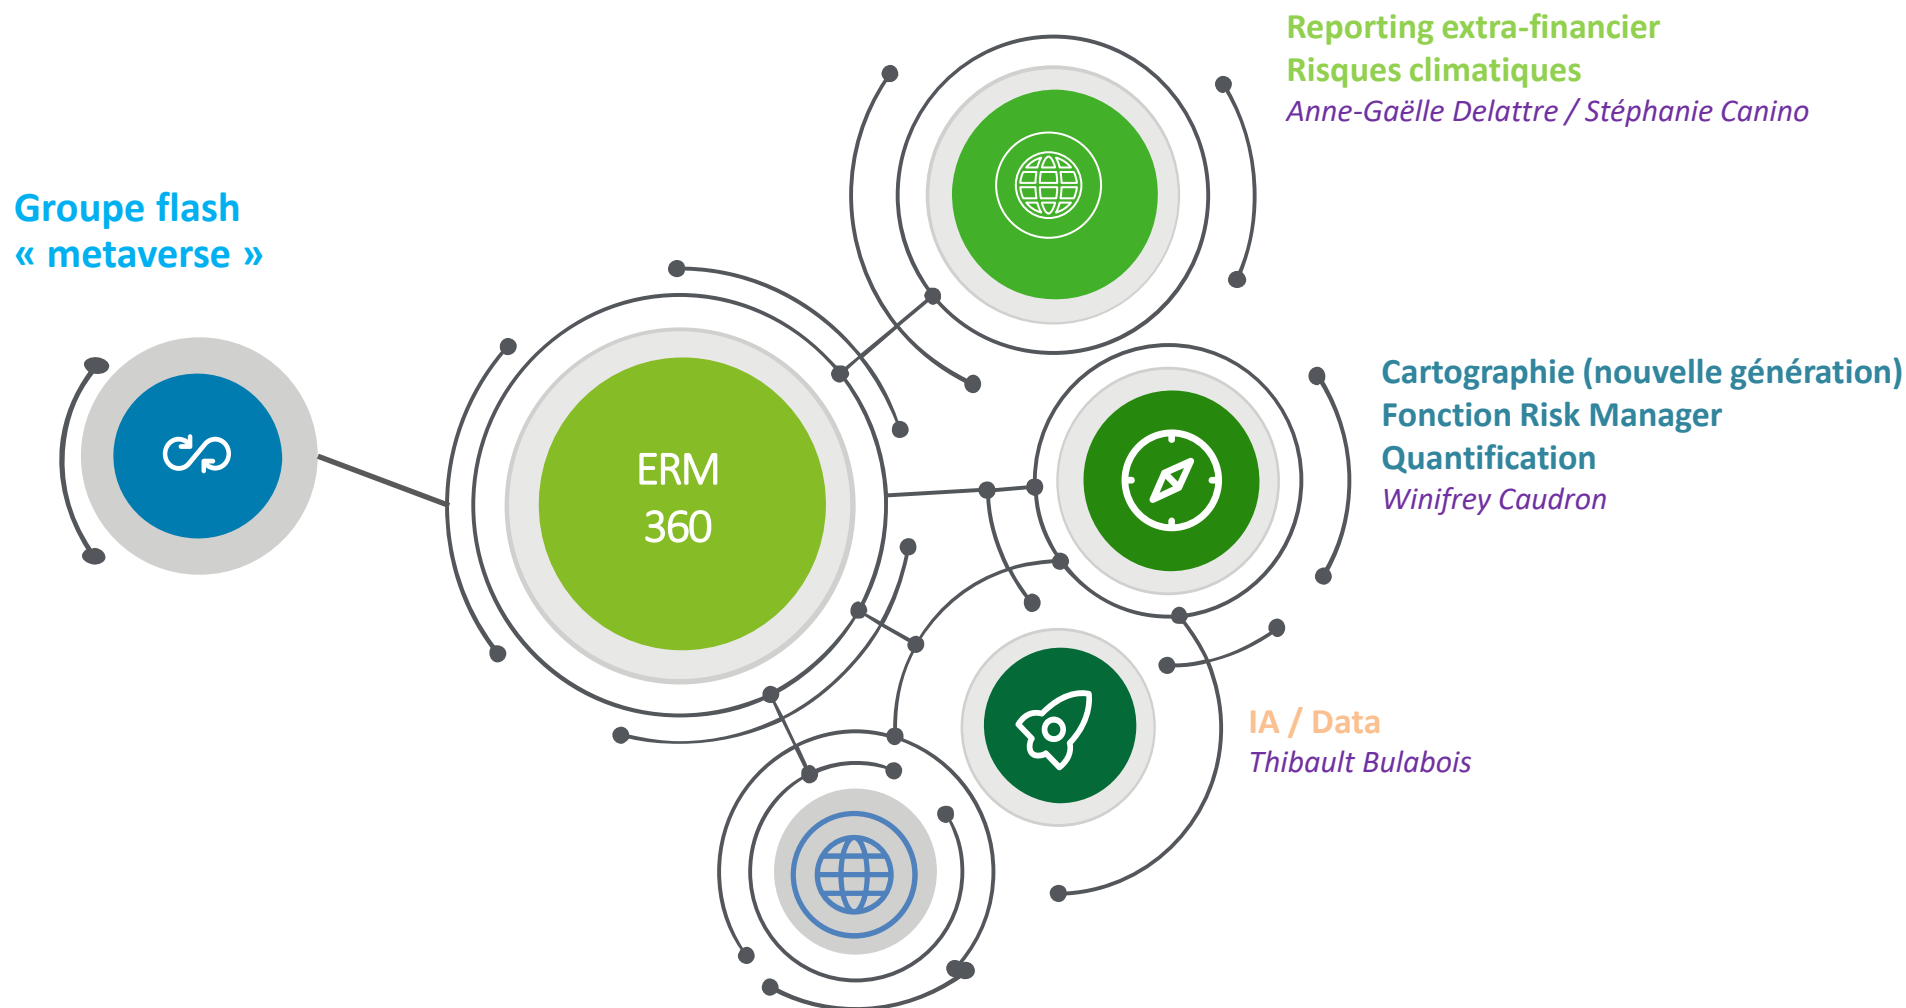 Reporting extra-financier
Risques climatiques
Anne-Gaëlle Delattre / Stéphanie Canino
Groupe flash
« metaverse »
Cartographie (nouvelle génération)
Fonction Risk Manager
Quantification
Winifrey Caudron
ERM
360
IA / Data
Thibault Bulabois